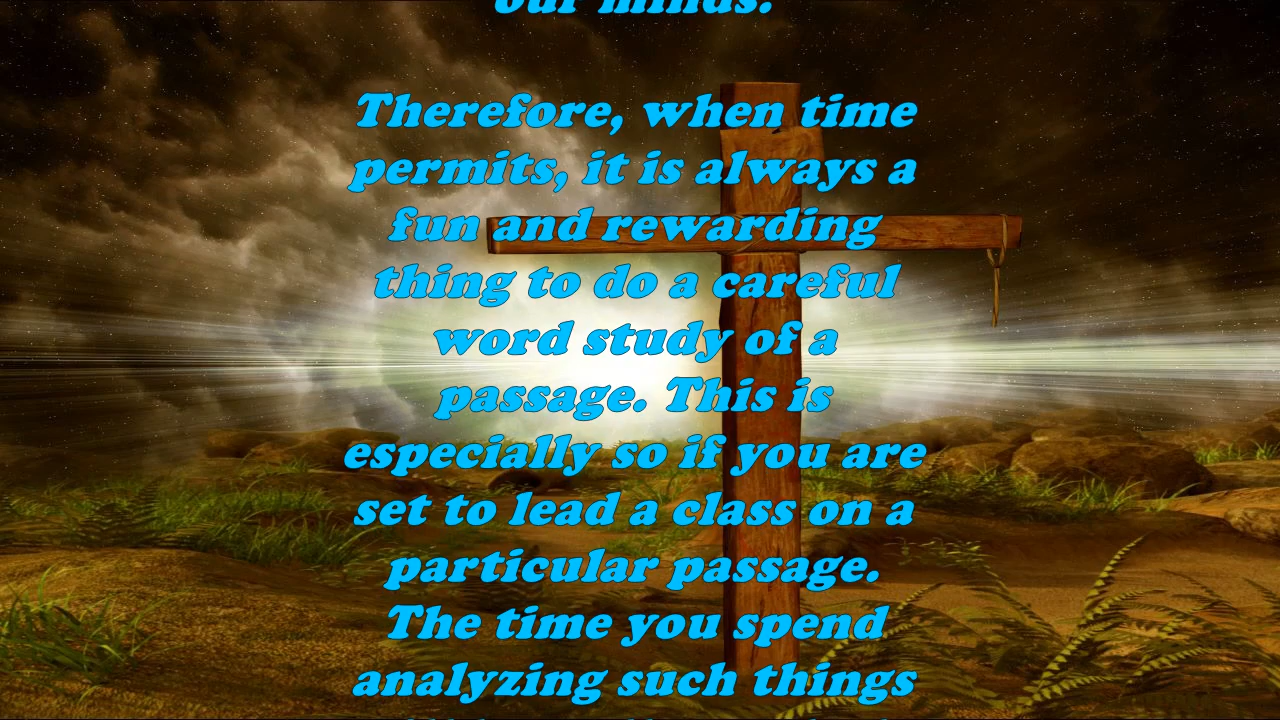 our minds.
Therefore, when time
permits, it is always a
fun and rewarding
thing to do a careful
word study of a
passage. This is
especially so if you are
set to lead a class on a
particular passage.
The time you spend
analyzing such things